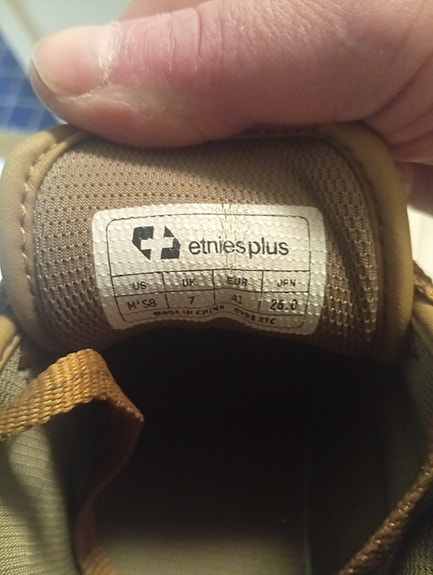 etniesplus
US UK EUR JPN
M'S8 7 41 26.0
MADE IN CHINA